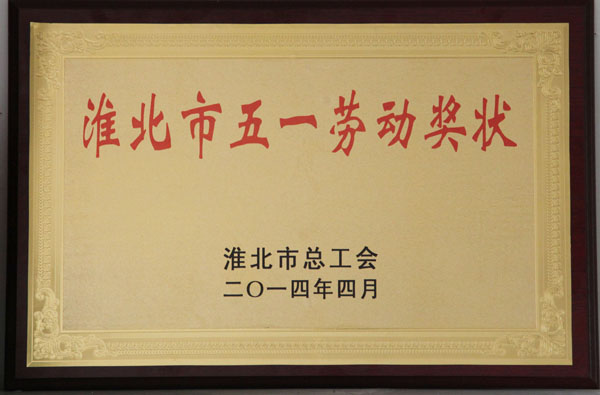 淮北市五一劳动奖状
淮北市总工会
二〇一四年四月